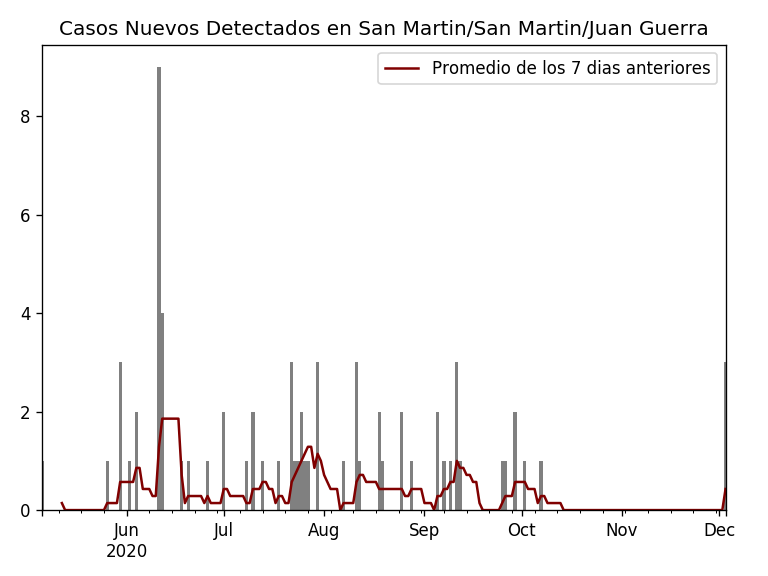 Casos Nuevos Detectados en San Martin/San Martin/Juan Guerra
Promedio de los 7 dias anteriores
8
6
4
2
0
Jun Jul Aug Sep Oct Nov Dec
2020